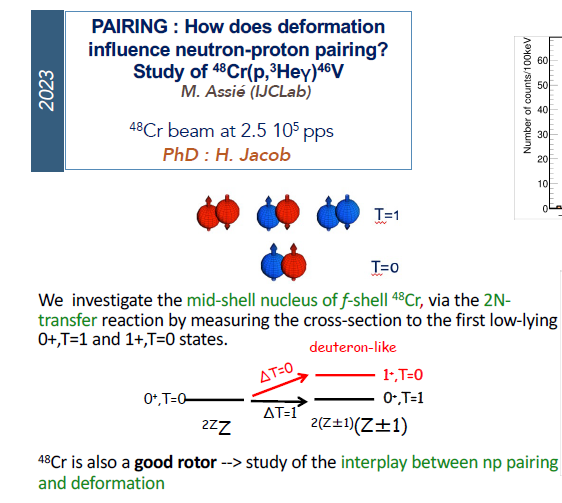 2023
PAIRING : How does deformation
influence neutron-proton pairing?
Study of ⁴⁸Cr(p,³Heγ)⁴⁶V
M. Assié (IJCLab)
⁴⁸Cr beam at 2.5 10⁵ pps
PhD : H. Jacob
Number of counts/100keV
60
50
40
30
20
10
0
T=1
T=0
We investigate the mid-shell nucleus of f-shell ⁴⁸Cr, via the 2N-
transfer reaction by measuring the cross-section to the first low-lying
0+,T=1 and 1+,T=0 states.
deuteron-like
ΔT=0
1⁺,T=0
0⁺,T=0
0⁺,T=1
ΔT=1
²ᶻZ
²⁽ᶻ±¹⁾(Z±1)
⁴⁸Cr is also a good rotor --> study of the interplay between np pairing
and deformation